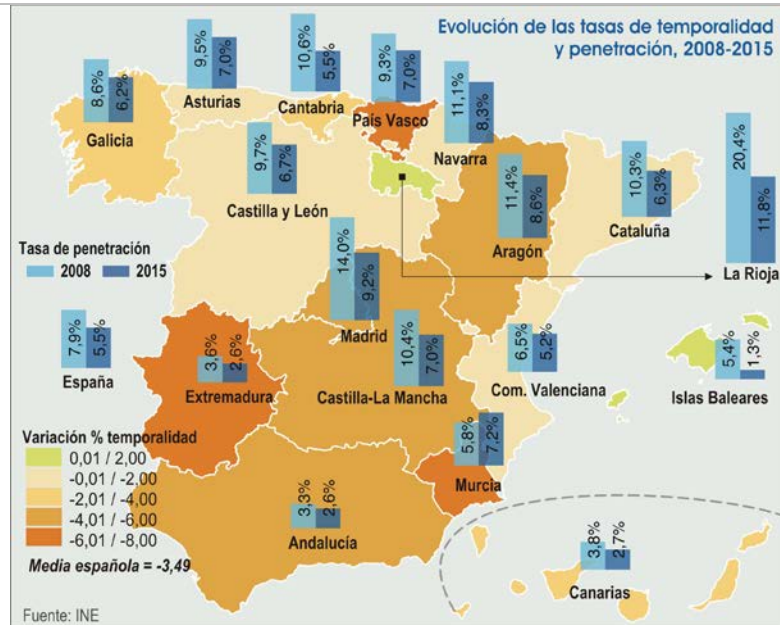 Evolución de las tasas de temporalidad
y penetración, 2008-2015
8,6%
6,2%
Galicia
9,5%
7,0%
Asturias
10,6%
5,5%
Cantabria
9,3%
7,0%
País Vasco
11,1%
8,3%
Navarra
9,7%
6,7%
Castilla y León
11,4%
8,6%
Aragón
10,3%
6,3%
Cataluña
20,4%
11,8%
La Rioja
Tasa de penetración
2008
2015
7,9%
5,5%
España
14,0%
9,2%
Madrid
3,6%
2,6%
Extremadura
10,4%
7,0%
Castilla-La Mancha
6,5%
5,2%
Com. Valenciana
5,4%
1,3%
Islas Baleares
5,8%
7,2%
Murcia
3,3%
2,6%
Andalucía
3,8%
2,7%
Canarias
Variación % temporalidad
0,01 / 2,00
-0,01 / -2,00
-2,01 / -4,00
-4,01 / -6,00
-6,01 / -8,00
Media española = -3,49
Fuente: INE